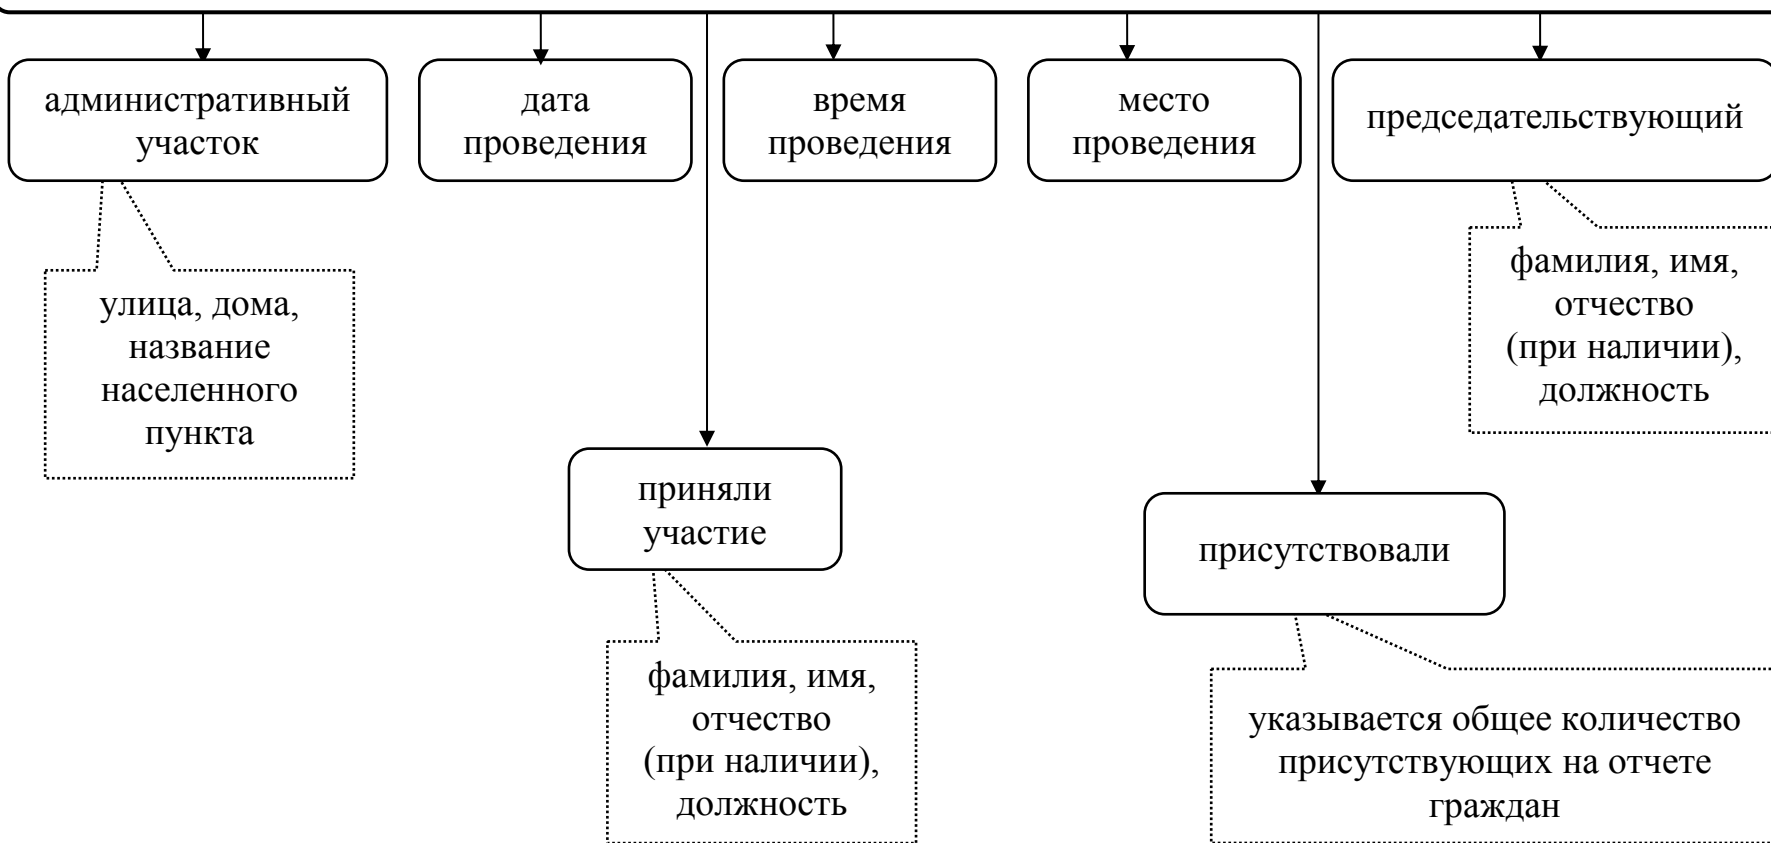 административный
участок
дата
проведения
время
проведения
место
проведения
председательствующий
улица, дома,
название
населенного
пункта
фамилия, имя,
отчество
(при наличии),
должность
приняли
участие
присутствовали
фамилия, имя,
отчество
(при наличии),
должность
указывается общее количество
присутствующих на отчете
граждан